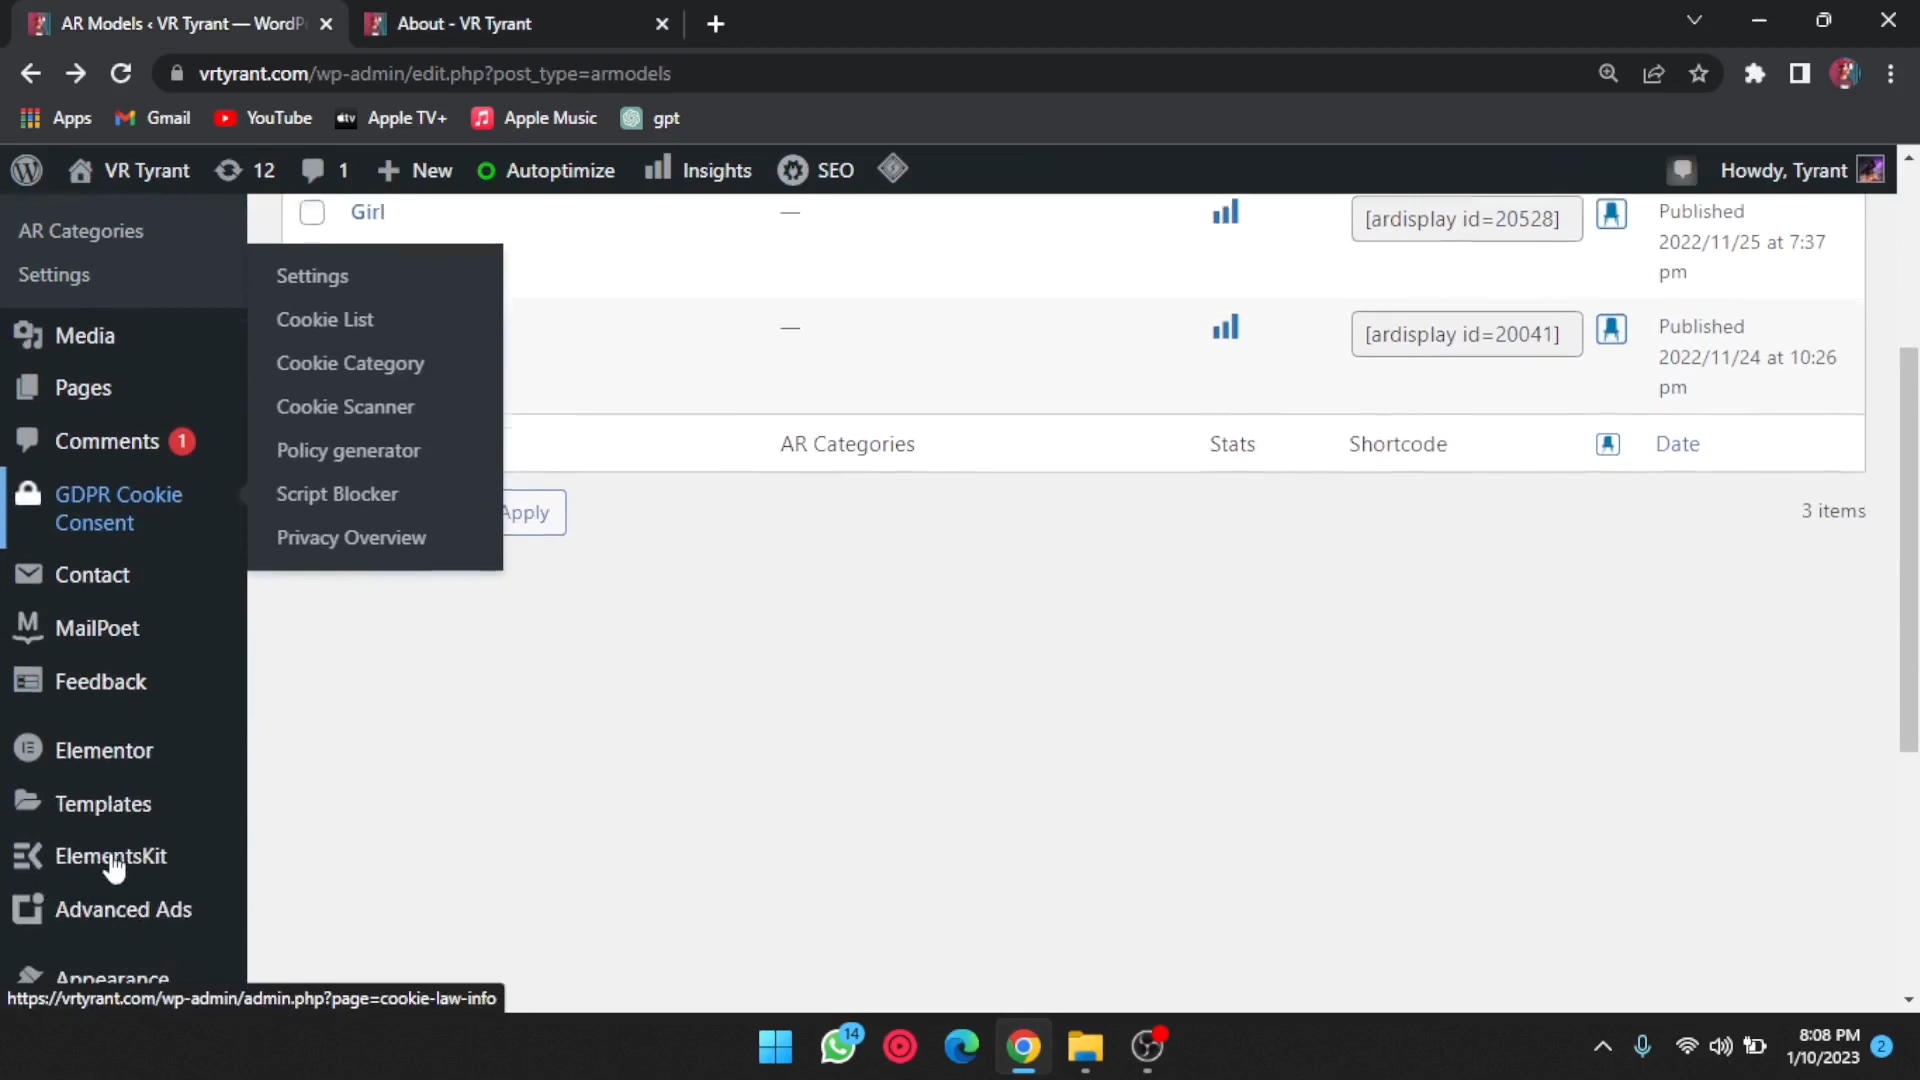 AR Models ‹ VR Tyrant — WordP
About - VR Tyrant
vrtyrant.com/wp-admin/edit.php?post_type=armodels
Apps
Gmail
YouTube
Apple TV+
Apple Music
gpt
VR Tyrant
12
1
New
Autoptimize
Insights
SEO
Howdy, Tyrant
AR Categories
Settings
Media
Pages
Comments 1
GDPR Cookie
Consent
Contact
MailPoet
Feedback
Elementor
Templates
ElementsKit
Advanced Ads
Appearance
Settings
Cookie List
Cookie Category
Cookie Scanner
Policy generator
Script Blocker
Privacy Overview
Girl
—
[ardisplay id=20528]
Published
2022/11/25 at 7:37
pm
—
[ardisplay id=20041]
Published
2022/11/24 at 10:26
pm
AR Categories
Stats
Shortcode
Date
Apply
3 items
https://vrtyrant.com/wp-admin/admin.php?page=cookie-law-info
14
8:08 PM
1/10/2023
2